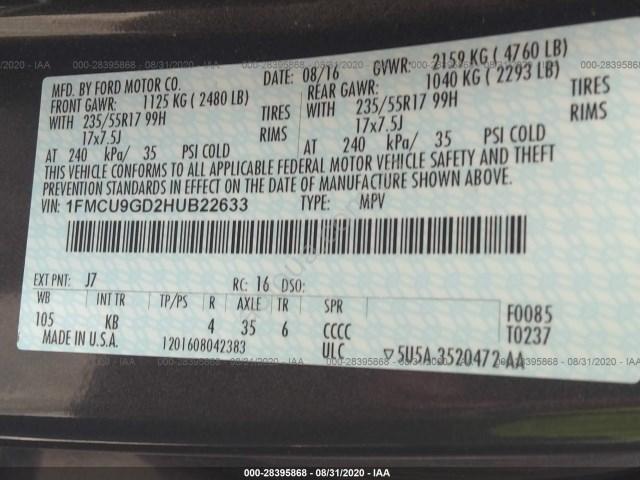 000-28395868 - 08/31/2020 - IAA
MFD. BY FORD MOTOR CO.
DATE: 08/16 GVWR: 2159 KG ( 4760 LB)
FRONT GAWR: 1125 KG ( 2480 LB)
REAR GAWR: 1040 KG ( 2293 LB)
WITH 235/55R17 99H TIRES
WITH 235/55R17 99H TIRES
17x7.5J RIMS
17x7.5J RIMS
AT 240 kPa/ 35 PSI COLD
AT 240 kPa/ 35 PSI COLD
THIS VEHICLE CONFORMS TO ALL APPLICABLE FEDERAL MOTOR VEHICLE SAFETY AND THEFT
PREVENTION STANDARDS IN EFFECT ON THE DATE OF MANUFACTURE SHOWN ABOVE.
VIN: 1FMCU9GD2HUB22633 TYPE: MPV
EXT PNT: J7 RC: 16 DSO:
WB INT TR TP/PS R AXLE TR SPR F0085
105 KB 4 35 6 CCCC T0237
MADE IN U.S.A. 1201608042383 ULC ▽5U5A-3520472-AA
000-28395868 - 08/31/2020 - IAA